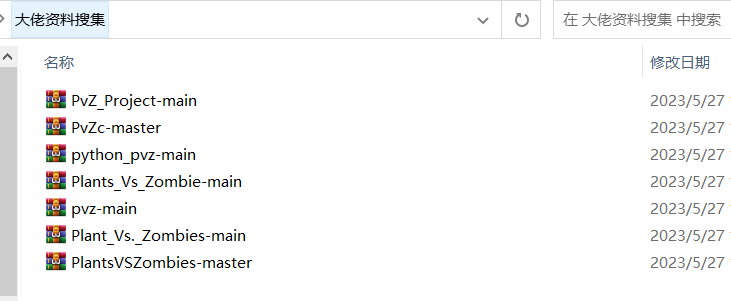 大佬资料搜集
在 大佬资料搜集 中搜索
名称 修改日期
PvZ_Project-main 2023/5/27
PvZc-master 2023/5/27
python_pvz-main 2023/5/27
Plants_Vs_Zombie-main 2023/5/27
pvz-main 2023/5/27
Plant_Vs._Zombies-main 2023/5/27
PlantsVSZombies-master 2023/5/27